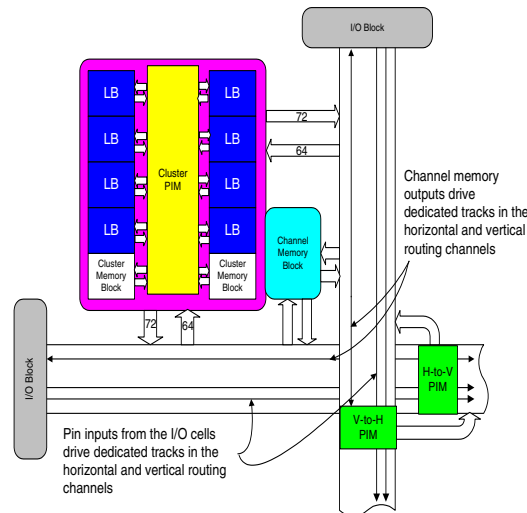 I/O Block
LB
LB
LB
LB
Cluster
Memory
Block
Cluster
PIM
LB
LB
LB
LB
Cluster
Memory
Block
72
64
Channel
Memory
Block
Channel memory
outputs drive
dedicated tracks in the
horizontal and vertical
routing channels
72
64
I/O Block
H-to-V
PIM
V-to-H
PIM
Pin inputs from the I/O cells
drive dedicated tracks in the
horizontal and vertical routing
channels